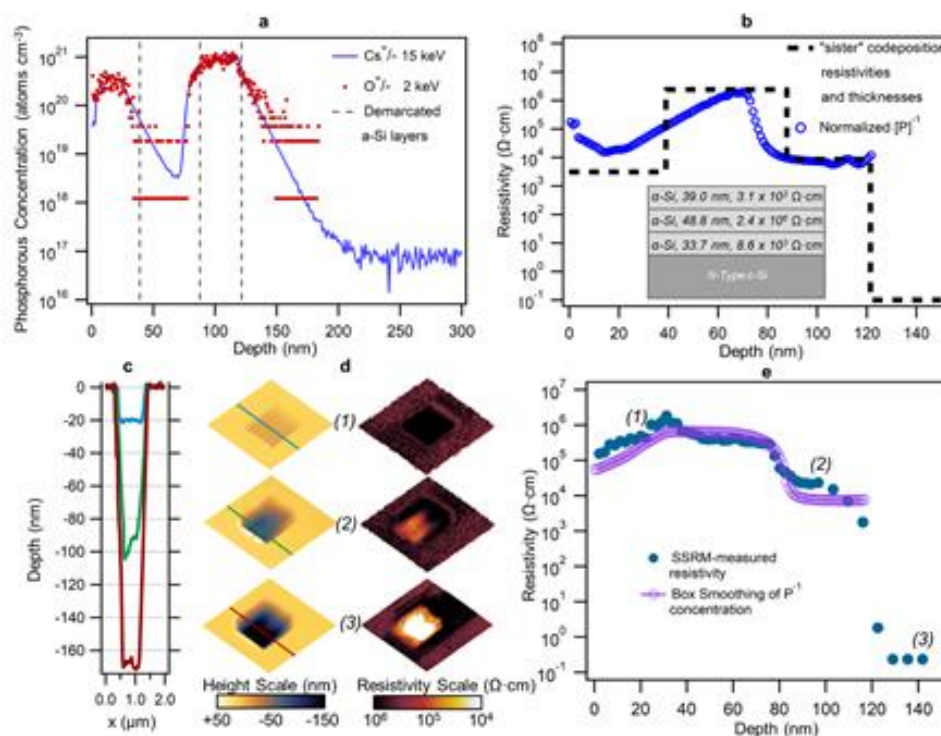 a
Phosphorous Concentration (atoms cm⁻³)
10²¹
10²⁰
10¹⁹
10¹⁸
10¹⁷
10¹⁶
Cs⁺/- 15 keV
O⁺/- 2 keV
Demarcated
a-Si layers
0 50 100 150 200 250 300
Depth (nm)
b
Resistivity (Ω·cm)
10⁸
10⁷
10⁶
10⁵
10⁴
10³
10²
10¹
10⁰
10⁻¹
"sister" codeposition
resistivities
and thicknesses
Normalized [P]⁻¹
a-Si, 39.0 nm, 3.1 x 10³ Ω·cm
a-Si, 48.8 nm, 2.4 x 10⁶ Ω·cm
a-Si, 33.7 nm, 8.6 x 10³ Ω·cm
N-Type c-Si
0 20 40 60 80 100 120 140
Depth (nm)
c
Depth (nm)
0
-20
-40
-60
-80
-100
-120
-140
-160
0.0 1.0 2.0
x (µm)
d
(1)
(2)
(3)
Height Scale (nm)
+50 -50 -150
Resistivity Scale (Ω·cm)
10⁶ 10⁵ 10⁴
e
Resistivity (Ω·cm)
10⁷
10⁶
10⁵
10⁴
10³
10²
10¹
10⁰
10⁻¹
(1)
(2)
(3)
SSRM-measured
resistivity
Box Smoothing of P⁻¹
concentration
0 20 40 60 80 100 120 140
Depth (nm)